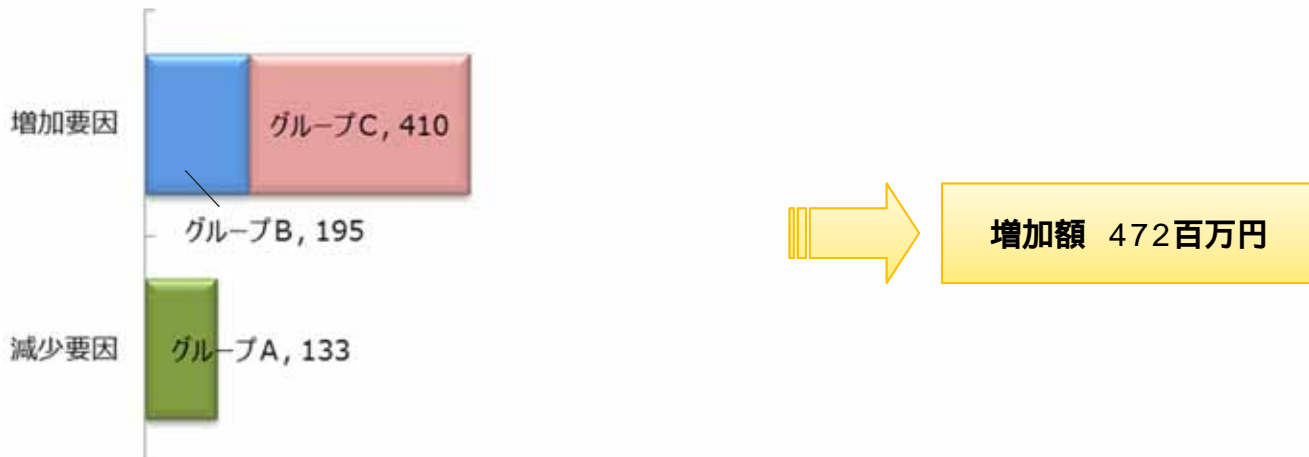 増加要因
グループC, 410
グループB, 195
減少要因
グループA, 133
増加額 472百万円